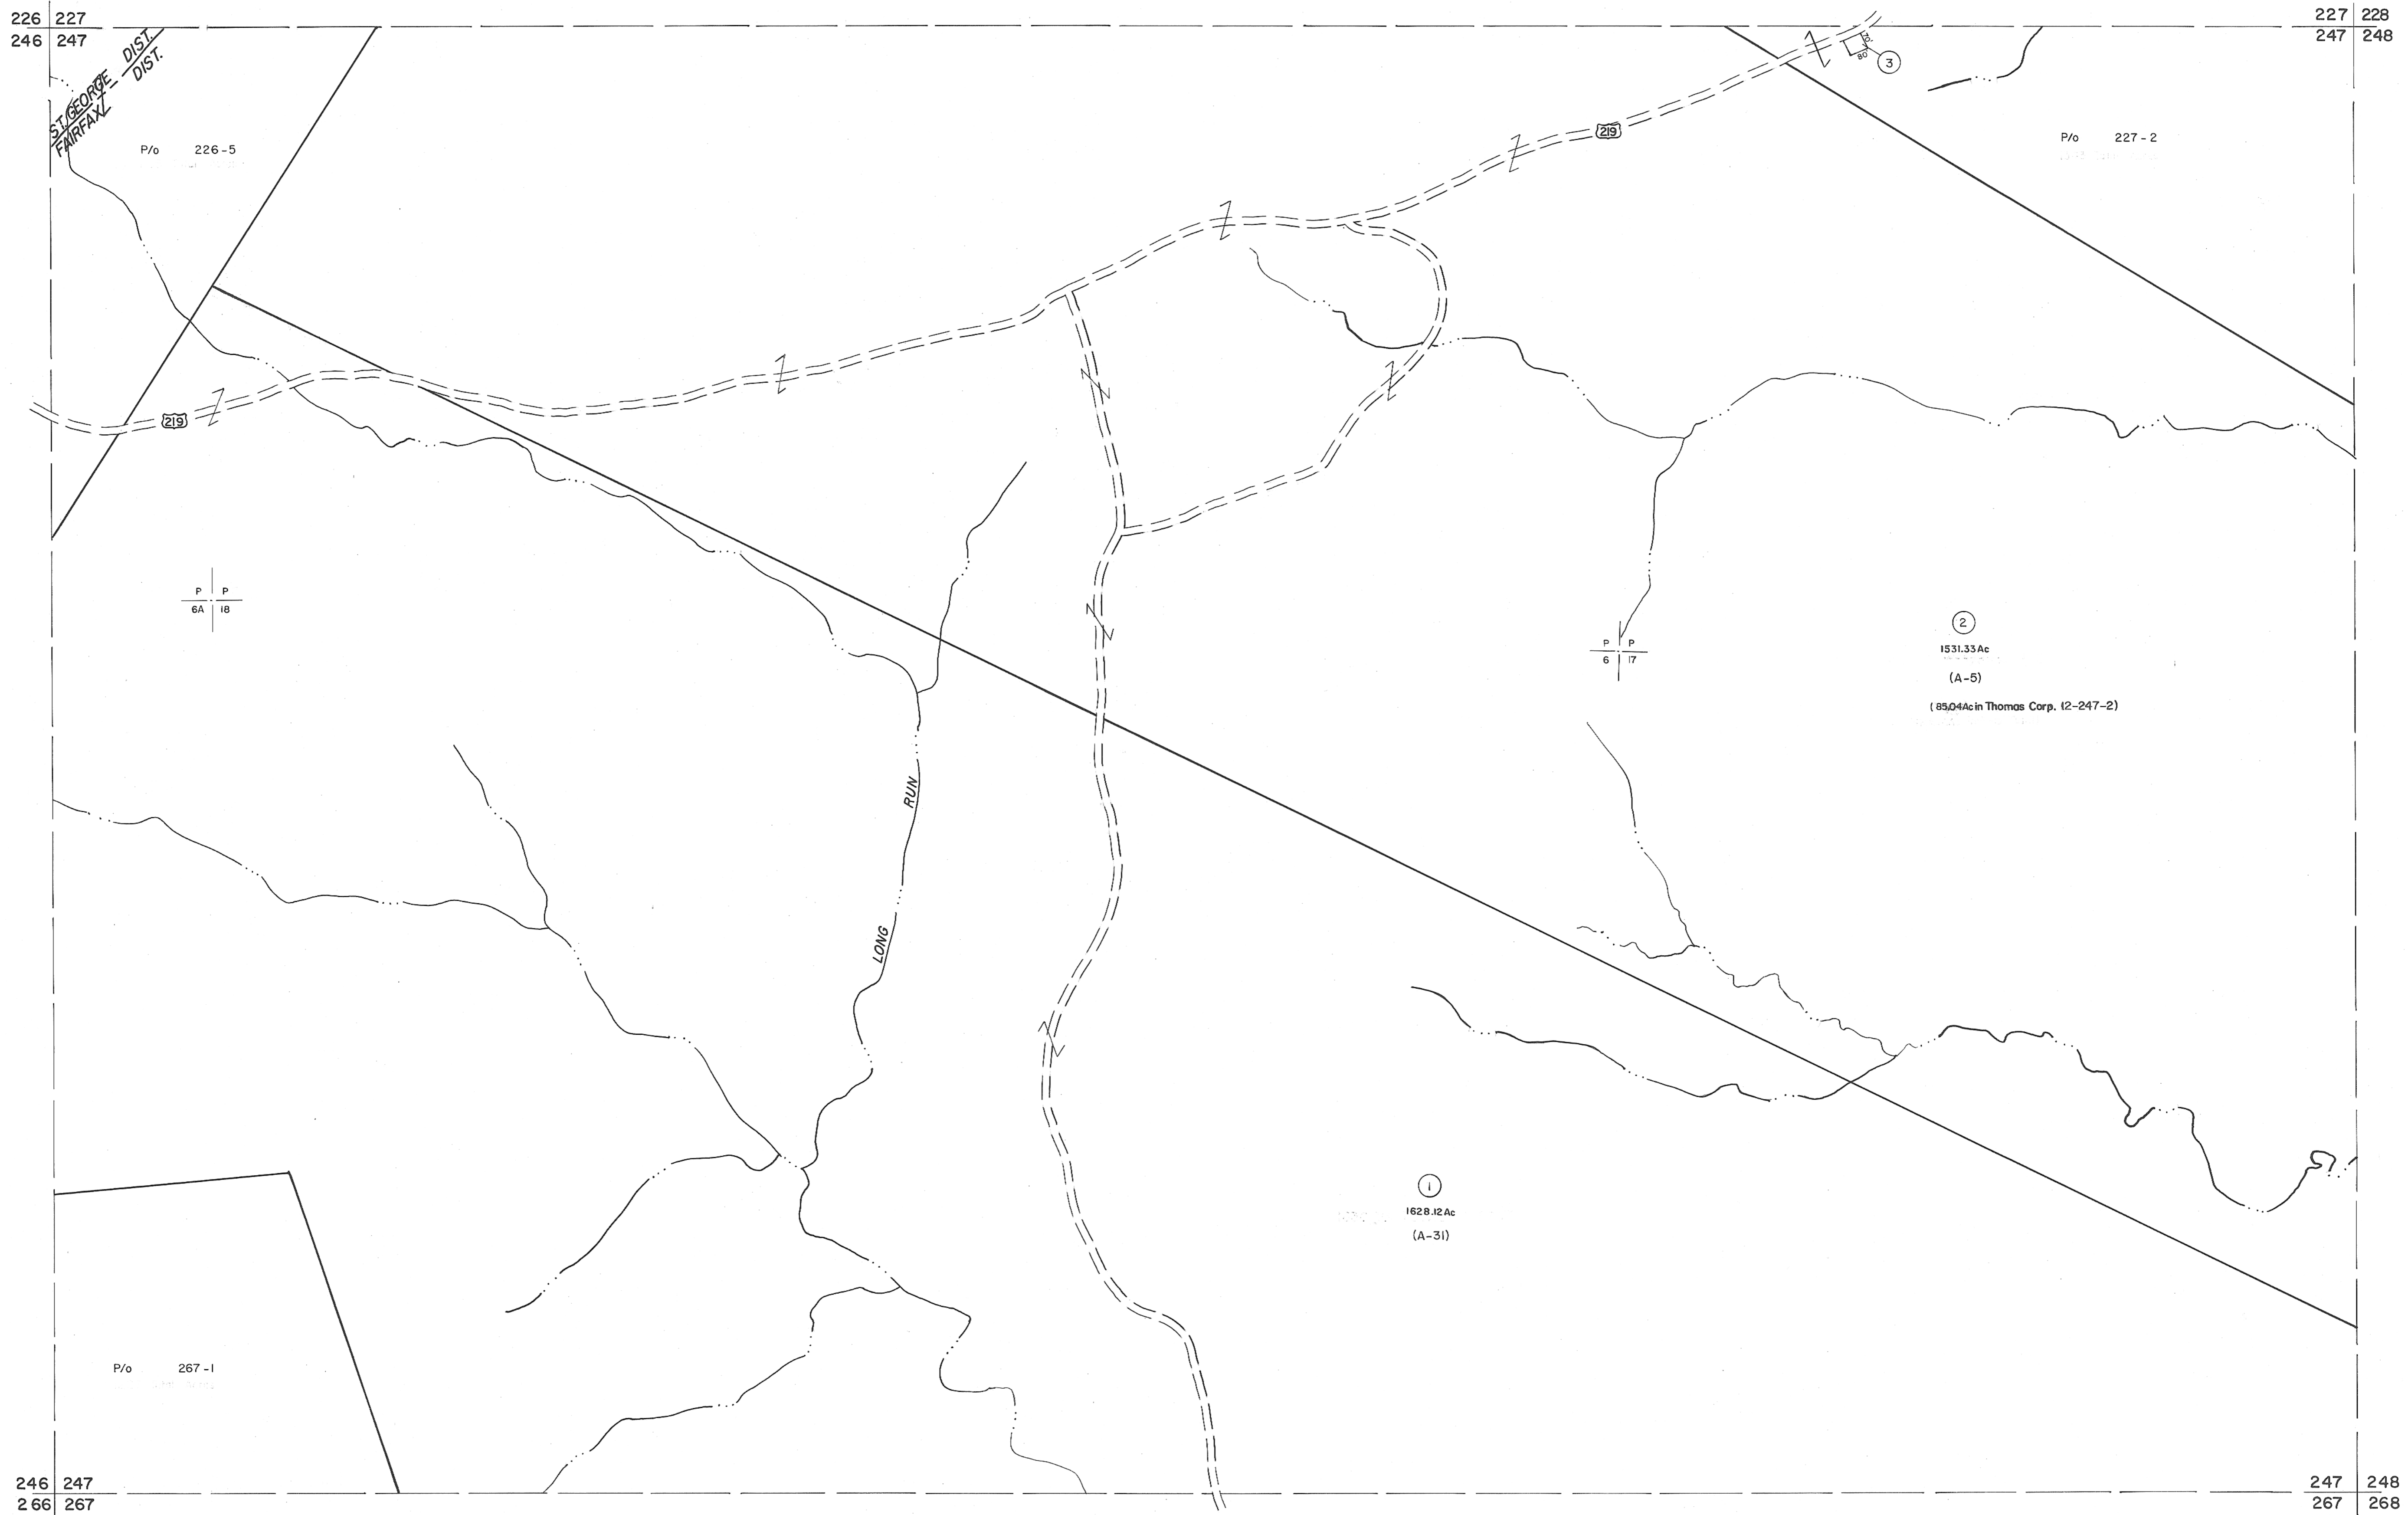 226 227
227 228
246 247
247 248
ST. GEORGE DIST.
FAIRFAX DIST.
3
80
219
P/o 226-5
P/o 227-2
219
P P
6A 18
2
P P
6 17
1531.33Ac
(A-5)
( 85.04Ac in Thomas Corp. 12-247-2)
RUN
LONG
1
1628.12Ac
(A-31)
P/o 267-1
246 247
247 248
266 267
267 268